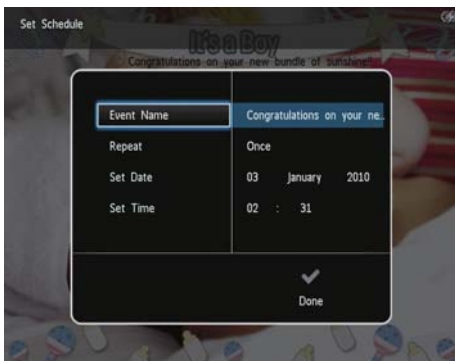 Set Schedule
It's a Boy
Congratulations on your new bundle of sunshine!!
Event Name Congratulations on your ne..
Repeat Once
Set Date 03 January 2010
Set Time 02 : 31
Done